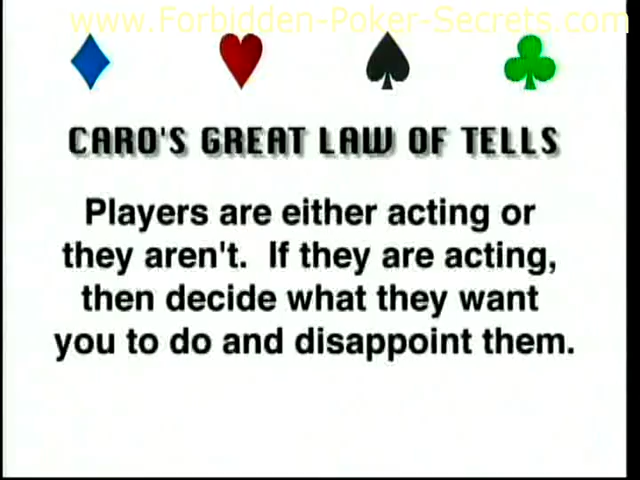 www.Forbidden-Poker-Secrets.com
CARO'S GREAT LAW OF TELLS
Players are either acting or
they aren't.  If they are acting,
then decide what they want
you to do and disappoint them.